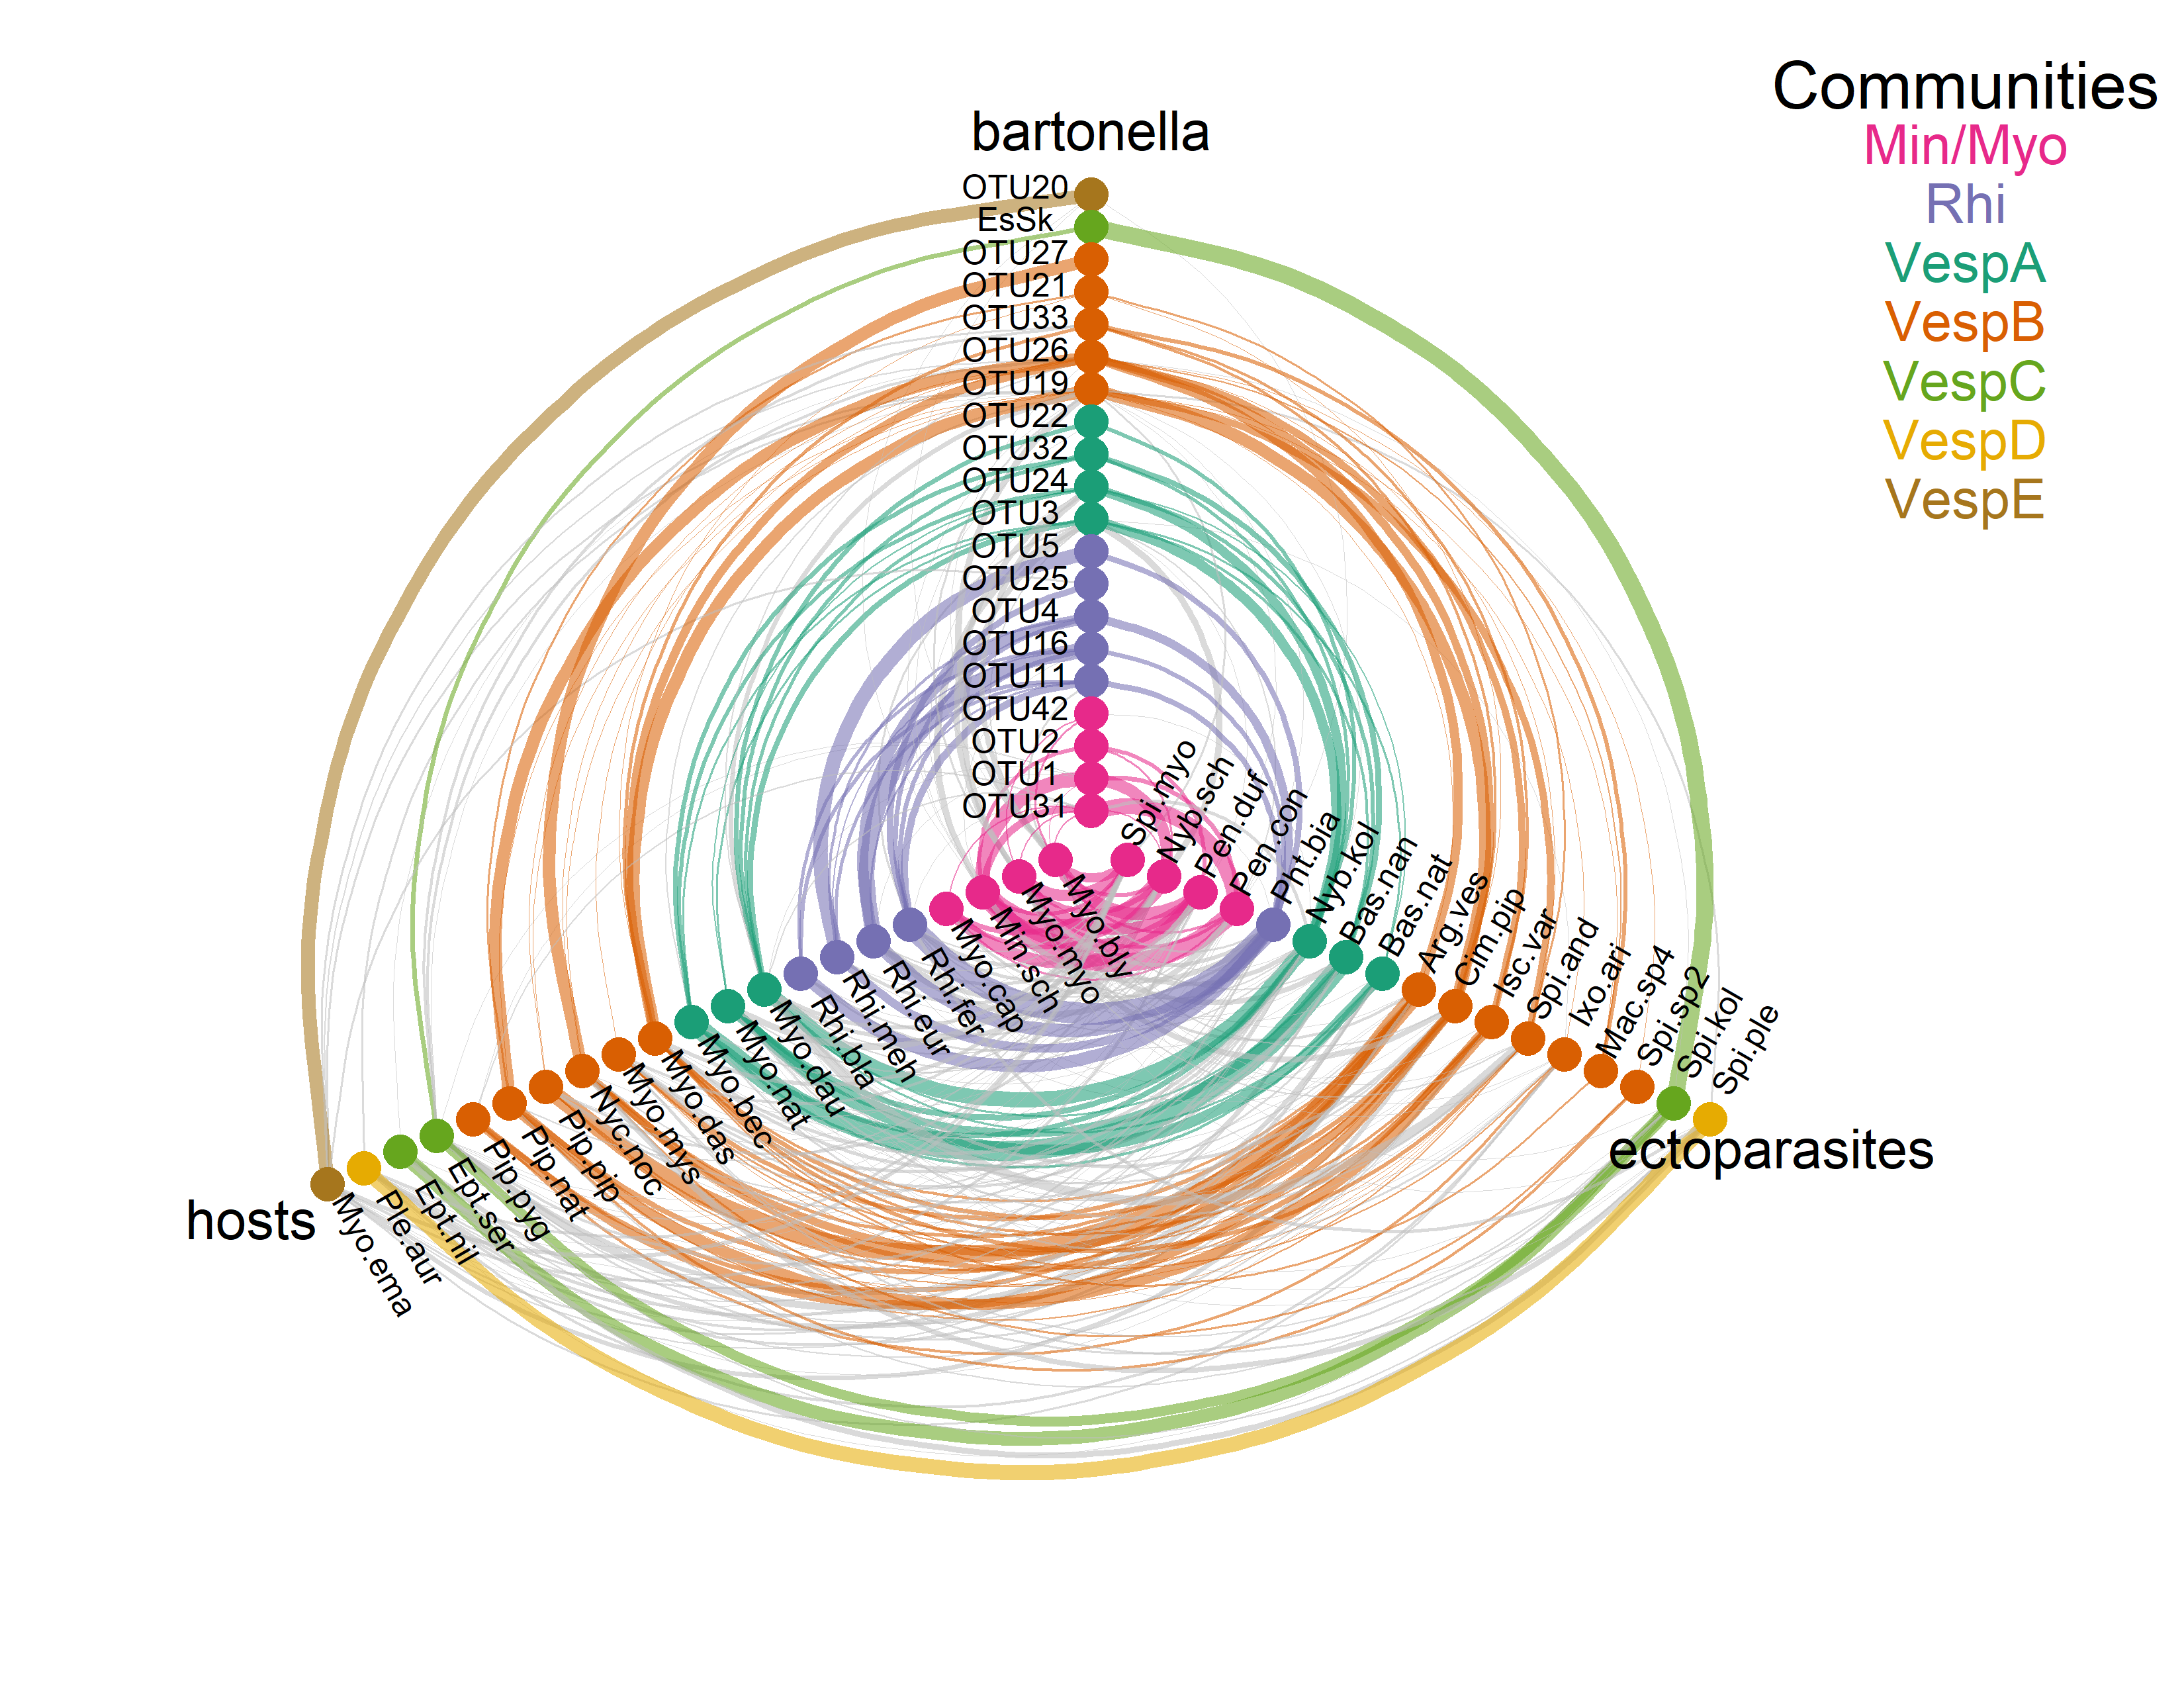 Communities
Min/Myo
Rhi
VespA
VespB
VespC
VespD
VespE
bartonella
OTU20
EsSk
OTU27
OTU21
OTU33
OTU26
OTU19
OTU22
OTU32
OTU24
OTU3
OTU5
OTU25
OTU4
OTU16
OTU11
OTU42
OTU2
OTU1
OTU31
Spi.myo
Nyb.sch
Pen.duf
Pen.con
Pht.bia
Nyb.kol
Bas.nan
Bas.nat
Arg.ves
Cim.pip
Isc.var
Spi.and
Ixo.ari
Mac.sp4
Spi.sp2
Spi.kol
Spi.ple
ectoparasites
Myo.bly
Myo.myo
Min.sch
Myo.cap
Rhi.fer
Rhi.eur
Rhi.meh
Rhi.bla
Myo.dau
Myo.nat
Myo.bec
Myo.das
Myo.mys
Nyc.noc
Pip.pip
Pip.nat
Pip.pyg
Ept.ser
Ept.nil
Ple.aur
Myo.ema
hosts